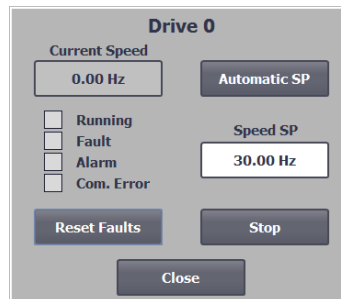 Drive 0
Current Speed
0.00 Hz
Automatic SP
Running
Fault
Alarm
Com. Error
Speed SP
30.00 Hz
Reset Faults
Stop
Close